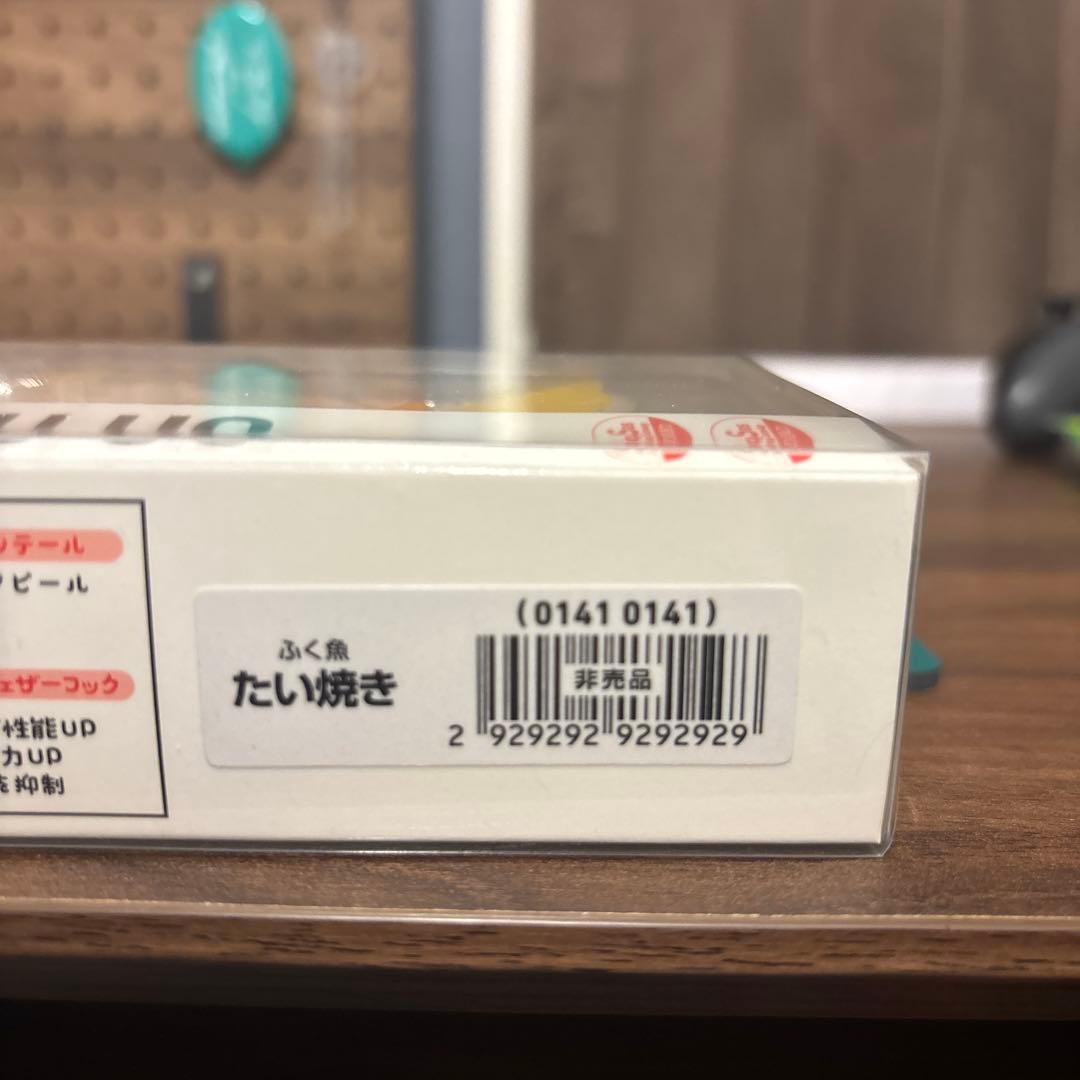 テール
ピール
ェザーコック
性能UP
力UP
抑制
ふく魚
たい焼き
(0141 0141)
非売品
2 929292 9292929